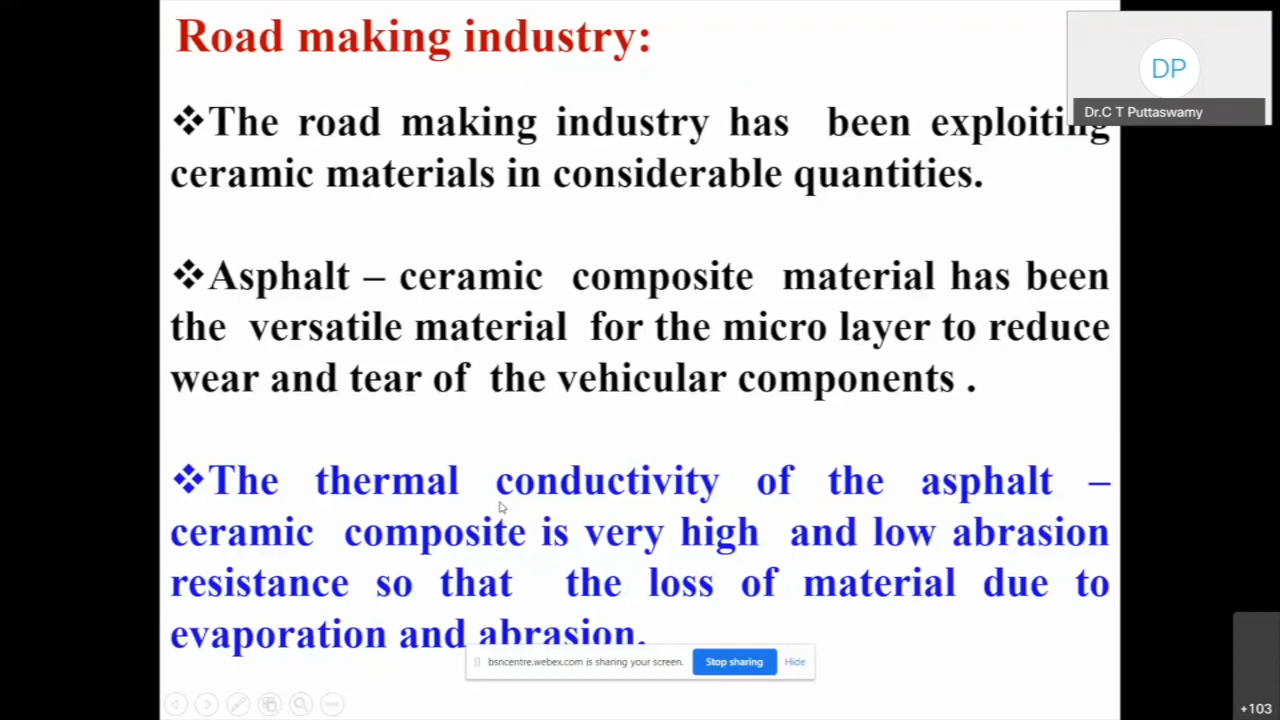 Road making industry:
DP
Dr.C T Puttaswamy
❖The road making industry has been exploiting
ceramic materials in considerable quantities.
❖Asphalt – ceramic composite material has been
the versatile material for the micro layer to reduce
wear and tear of the vehicular components .
❖The thermal conductivity of the asphalt –
ceramic composite is very high and low abrasion
resistance so that the loss of material due to
evaporation and abrasion.
bsncentre.webex.com is sharing your screen.
Stop sharing
Hide
+103